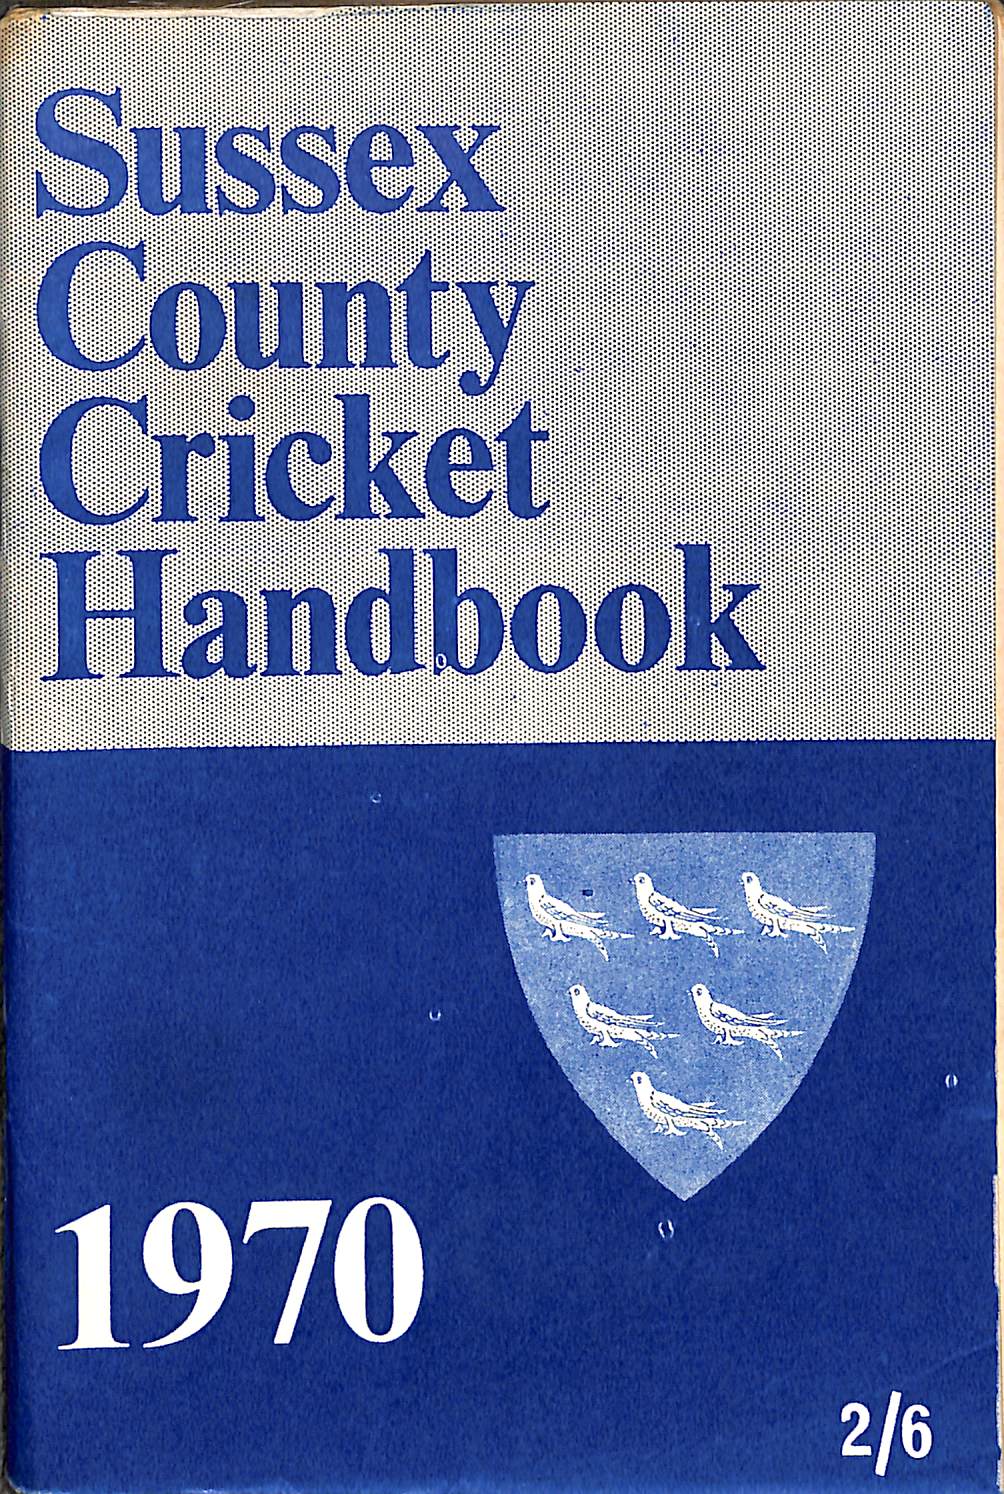 Sussex
County
Cricket
Handbook
1970
2/6